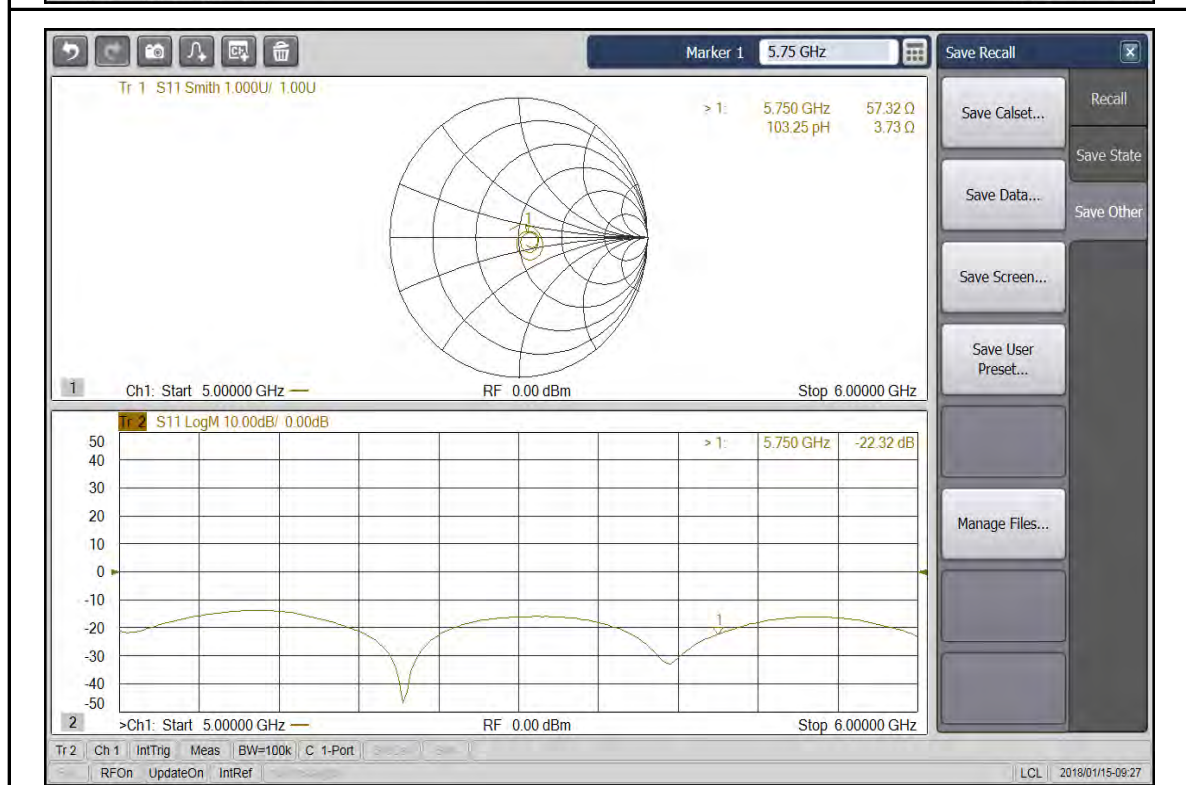 Marker 1 5.75 GHz
Save Recall
Tr 1 S11 Smith 1.000U/ 1.00U
> 1: 5.750 GHz 57.32 Ω
103.25 pH 3.73 Ω
1
1 Ch1: Start 5.00000 GHz RF 0.00 dBm Stop 6.00000 GHz
Tr 2 S11 LogM 10.00dB/ 0.00dB
> 1: 5.750 GHz -22.32 dB
50
40
30
20
10
0
-10
-20
-30
-40
-50
1
2 >Ch1: Start 5.00000 GHz RF 0.00 dBm Stop 6.00000 GHz
Save Calset...
Save Data...
Save Screen...
Save User
Preset...
Manage Files...
Recall
Save State
Save Other
Tr 2 Ch 1 IntTrig Meas BW=100k C 1-Port
RFOn UpdateOn IntRef LCL 2018/01/15-09:27